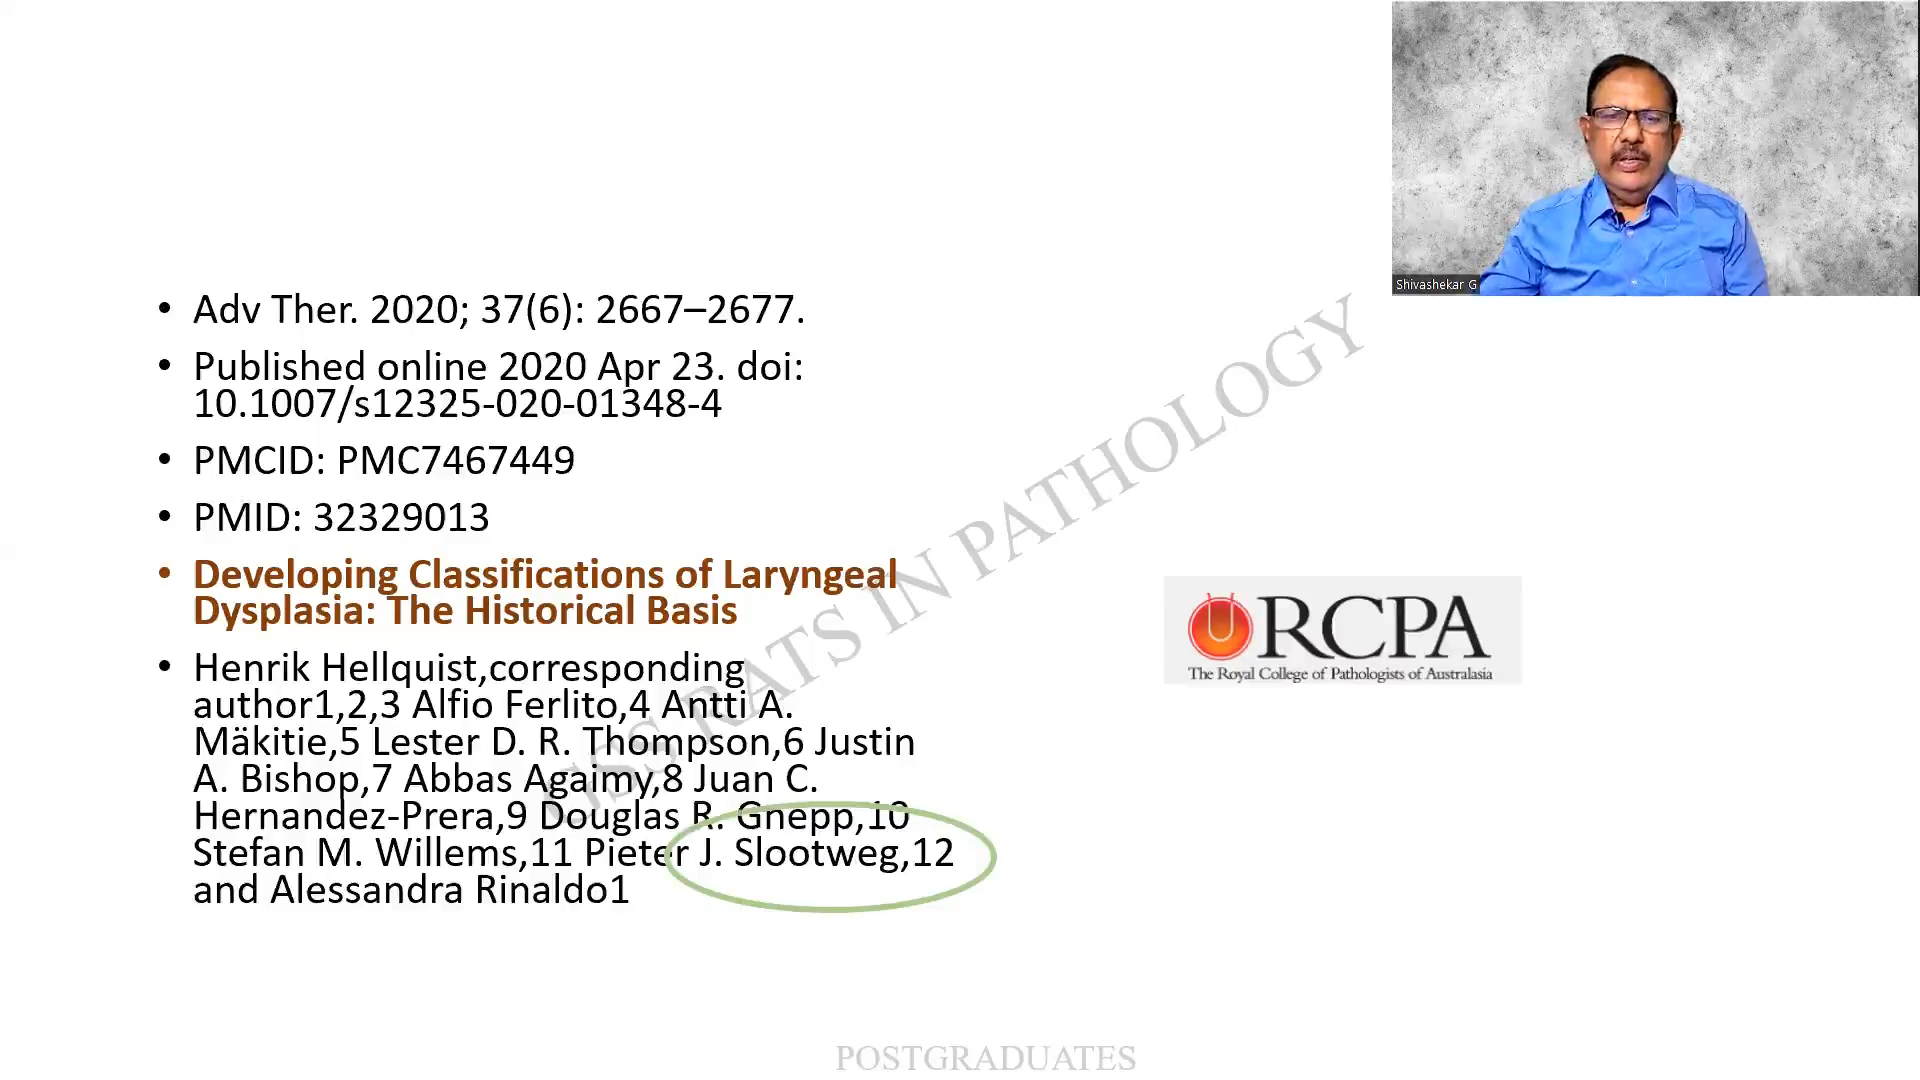 Shivashekar G
• Adv Ther. 2020; 37(6): 2667–2677.
• Published online 2020 Apr 23. doi:
10.1007/s12325-020-01348-4
• PMCID: PMC7467449
• PMID: 32329013
• Developing Classifications of Laryngeal
Dysplasia: The Historical Basis
• Henrik Hellquist,corresponding
author1,2,3 Alfio Ferlito,4 Antti A.
Mäkitie,5 Lester D. R. Thompson,6 Justin
A. Bishop,7 Abbas Agaimy,8 Juan C.
Hernandez-Prera,9 Douglas R. Gnepp,10
Stefan M. Willems,11 Pieter J. Slootweg,12
and Alessandra Rinaldo1
RATS IN PATHOLOGY
RCPA
The Royal College of Pathologists of Australasia
POSTGRADUATES